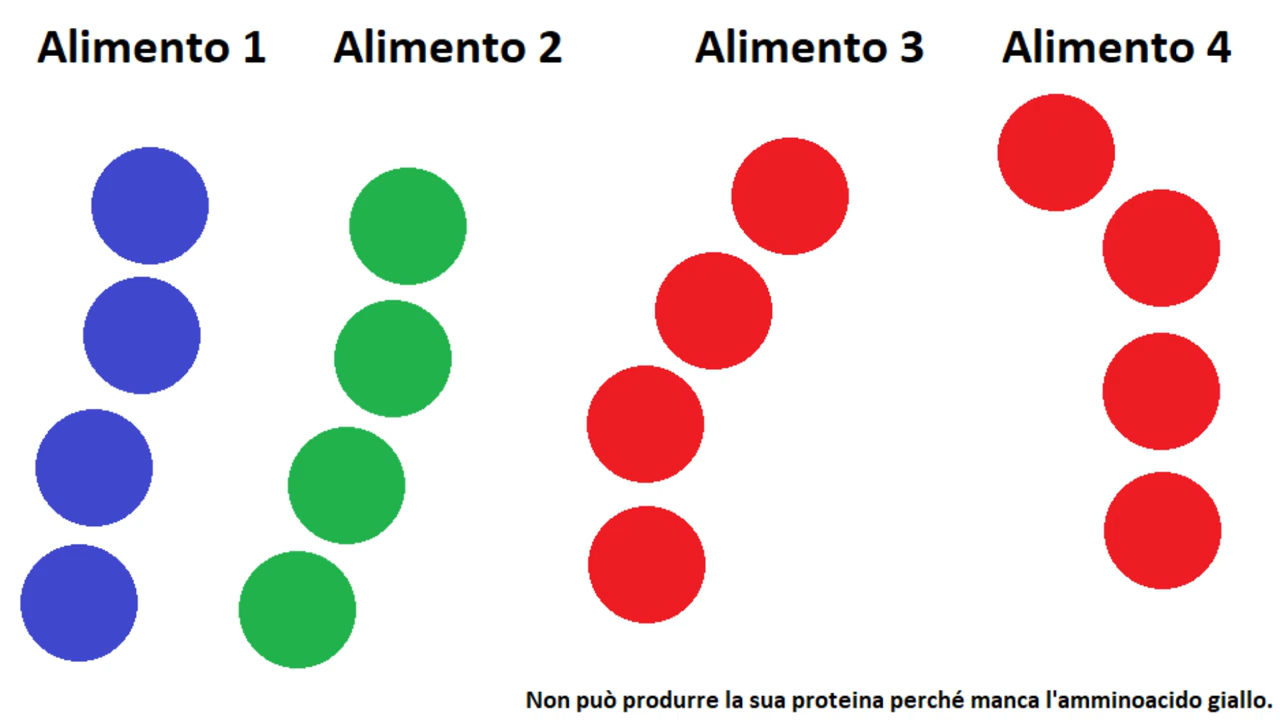 Alimento 1
Alimento 2
Alimento 3
Alimento 4
Non può produrre la sua proteina perché manca l'amminoacido giallo.